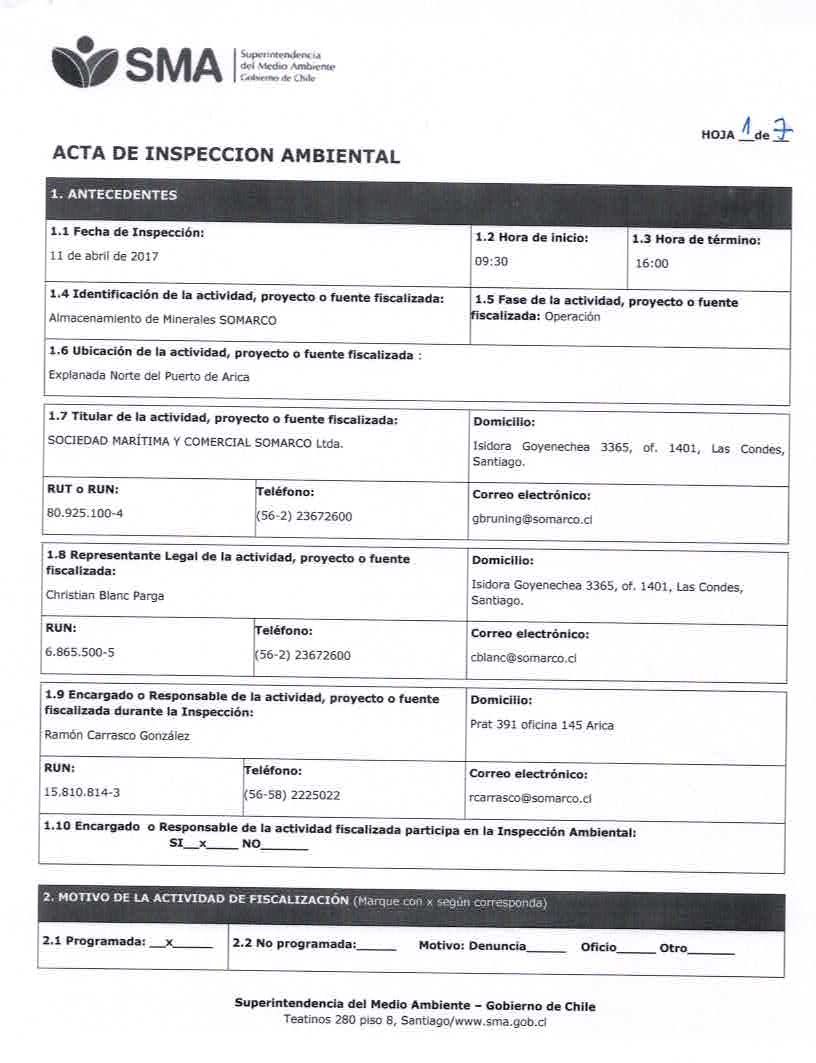 SMA
Superintendencia
del Medio Ambiente
Gobierno de Chile
HOJA 1 de 7
ACTA DE INSPECCION AMBIENTAL
1. ANTECEDENTES
1.1 Fecha de Inspección:
11 de abril de 2017
1.2 Hora de inicio:
09:30
1.3 Hora de término:
16:00
1.4 Identificación de la actividad, proyecto o fuente fiscalizada:
Almacenamiento de Minerales SOMARCO
1.5 Fase de la actividad, proyecto o fuente
fiscalizada: Operación
1.6 Ubicación de la actividad, proyecto o fuente fiscalizada :
Explanada Norte del Puerto de Arica
1.7 Titular de la actividad, proyecto o fuente fiscalizada:
SOCIEDAD MARÍTIMA Y COMERCIAL SOMARCO Ltda.
Domicilio:
Isidora Goyenechea 3365, of. 1401, Las Condes,
Santiago.
RUT o RUN:
80.925.100-4
Teléfono:
(56-2) 23672600
Correo electrónico:
gbruning@somarco.cl
1.8 Representante Legal de la actividad, proyecto o fuente
fiscalizada:
Christian Blanc Parga
Domicilio:
Isidora Goyenechea 3365, of. 1401, Las Condes,
Santiago.
RUN:
6.865.500-5
Teléfono:
(56-2) 23672600
Correo electrónico:
cblanc@somarco.cl
1.9 Encargado o Responsable de la actividad, proyecto o fuente
fiscalizada durante la Inspección:
Ramón Carrasco González
Domicilio:
Prat 391 oficina 145 Arica
RUN:
15.810.814-3
Teléfono:
(56-58) 2225022
Correo electrónico:
rcarrasco@somarco.cl
1.10 Encargado o Responsable de la actividad fiscalizada participa en la Inspección Ambiental:
SI__x____ NO______
2. MOTIVO DE LA ACTIVIDAD DE FISCALIZACIÓN (Marque con x según corresponda)
2.1 Programada: __x_____ 2.2 No programada:______ Motivo: Denuncia______ Oficio______ Otro_______
Superintendencia del Medio Ambiente – Gobierno de Chile
Teatinos 280 piso 8, Santiago/www.sma.gob.cl